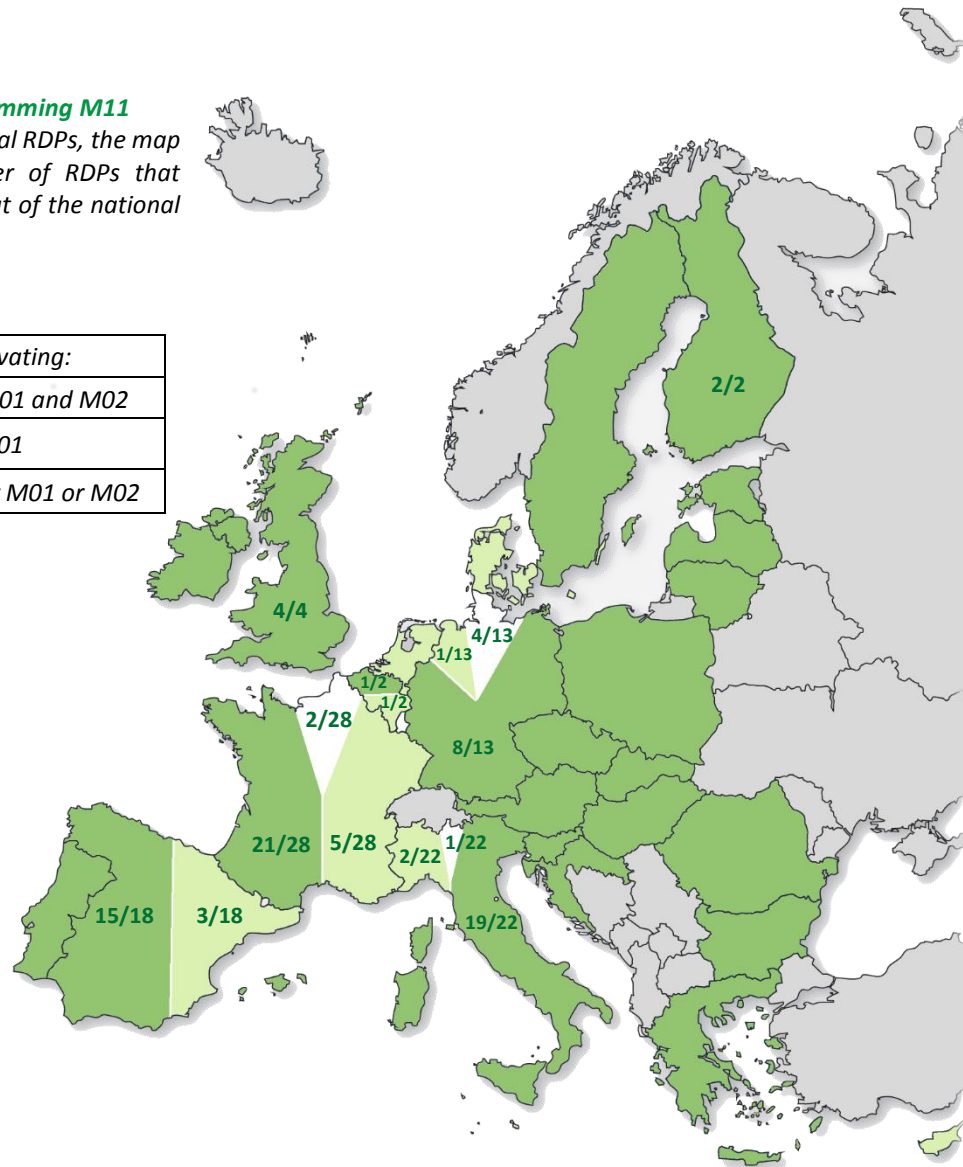 mming M11
al RDPs, the map
er of RDPs that
t of the national
vating:
01 and M02
01
M01 or M02
2/2
4/4
4/13
1/13
1/2
1/2
2/28
8/13
21/28
5/28
2/22
1/22
15/18
3/18
19/22